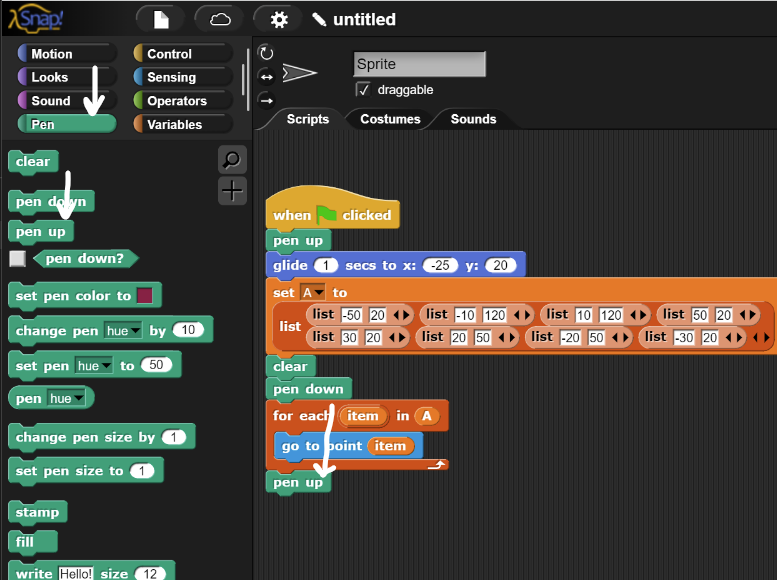 Snap!
untitled
Motion Control
Looks Sensing
Sound Operators
Pen Variables
Sprite
draggable
Scripts Costumes Sounds
clear
pen down
pen up
pen down?
set pen color to
change pen hue by 10
set pen hue to 50
pen hue
change pen size by 1
set pen size to 1
stamp
fill
write Hello! size 12
when clicked
pen up
glide 1 secs to x: -25 y: 20
set A to
list
list -50 20 list -10 120 list 10 120 list 50 20
list 30 20 list 20 50 list -20 50 list -30 20
clear
pen down
for each item in A
go to point item
pen up